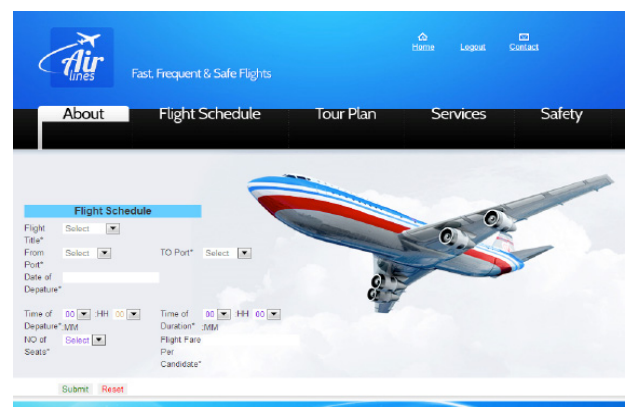 Air
lines
Fast, Frequent & Safe Flights
Home Logout Contact
About Flight Schedule Tour Plan Services Safety
Flight Schedule
Flight Title* Select
From Port* Select TO Port* Select
Date of Depature*
Time of Depature* 00 :HH 00 :MM Time of Duration* 00 :HH 00 :MM
NO of Seats* Select Flight Fare Per Candidate*
Submit Reset